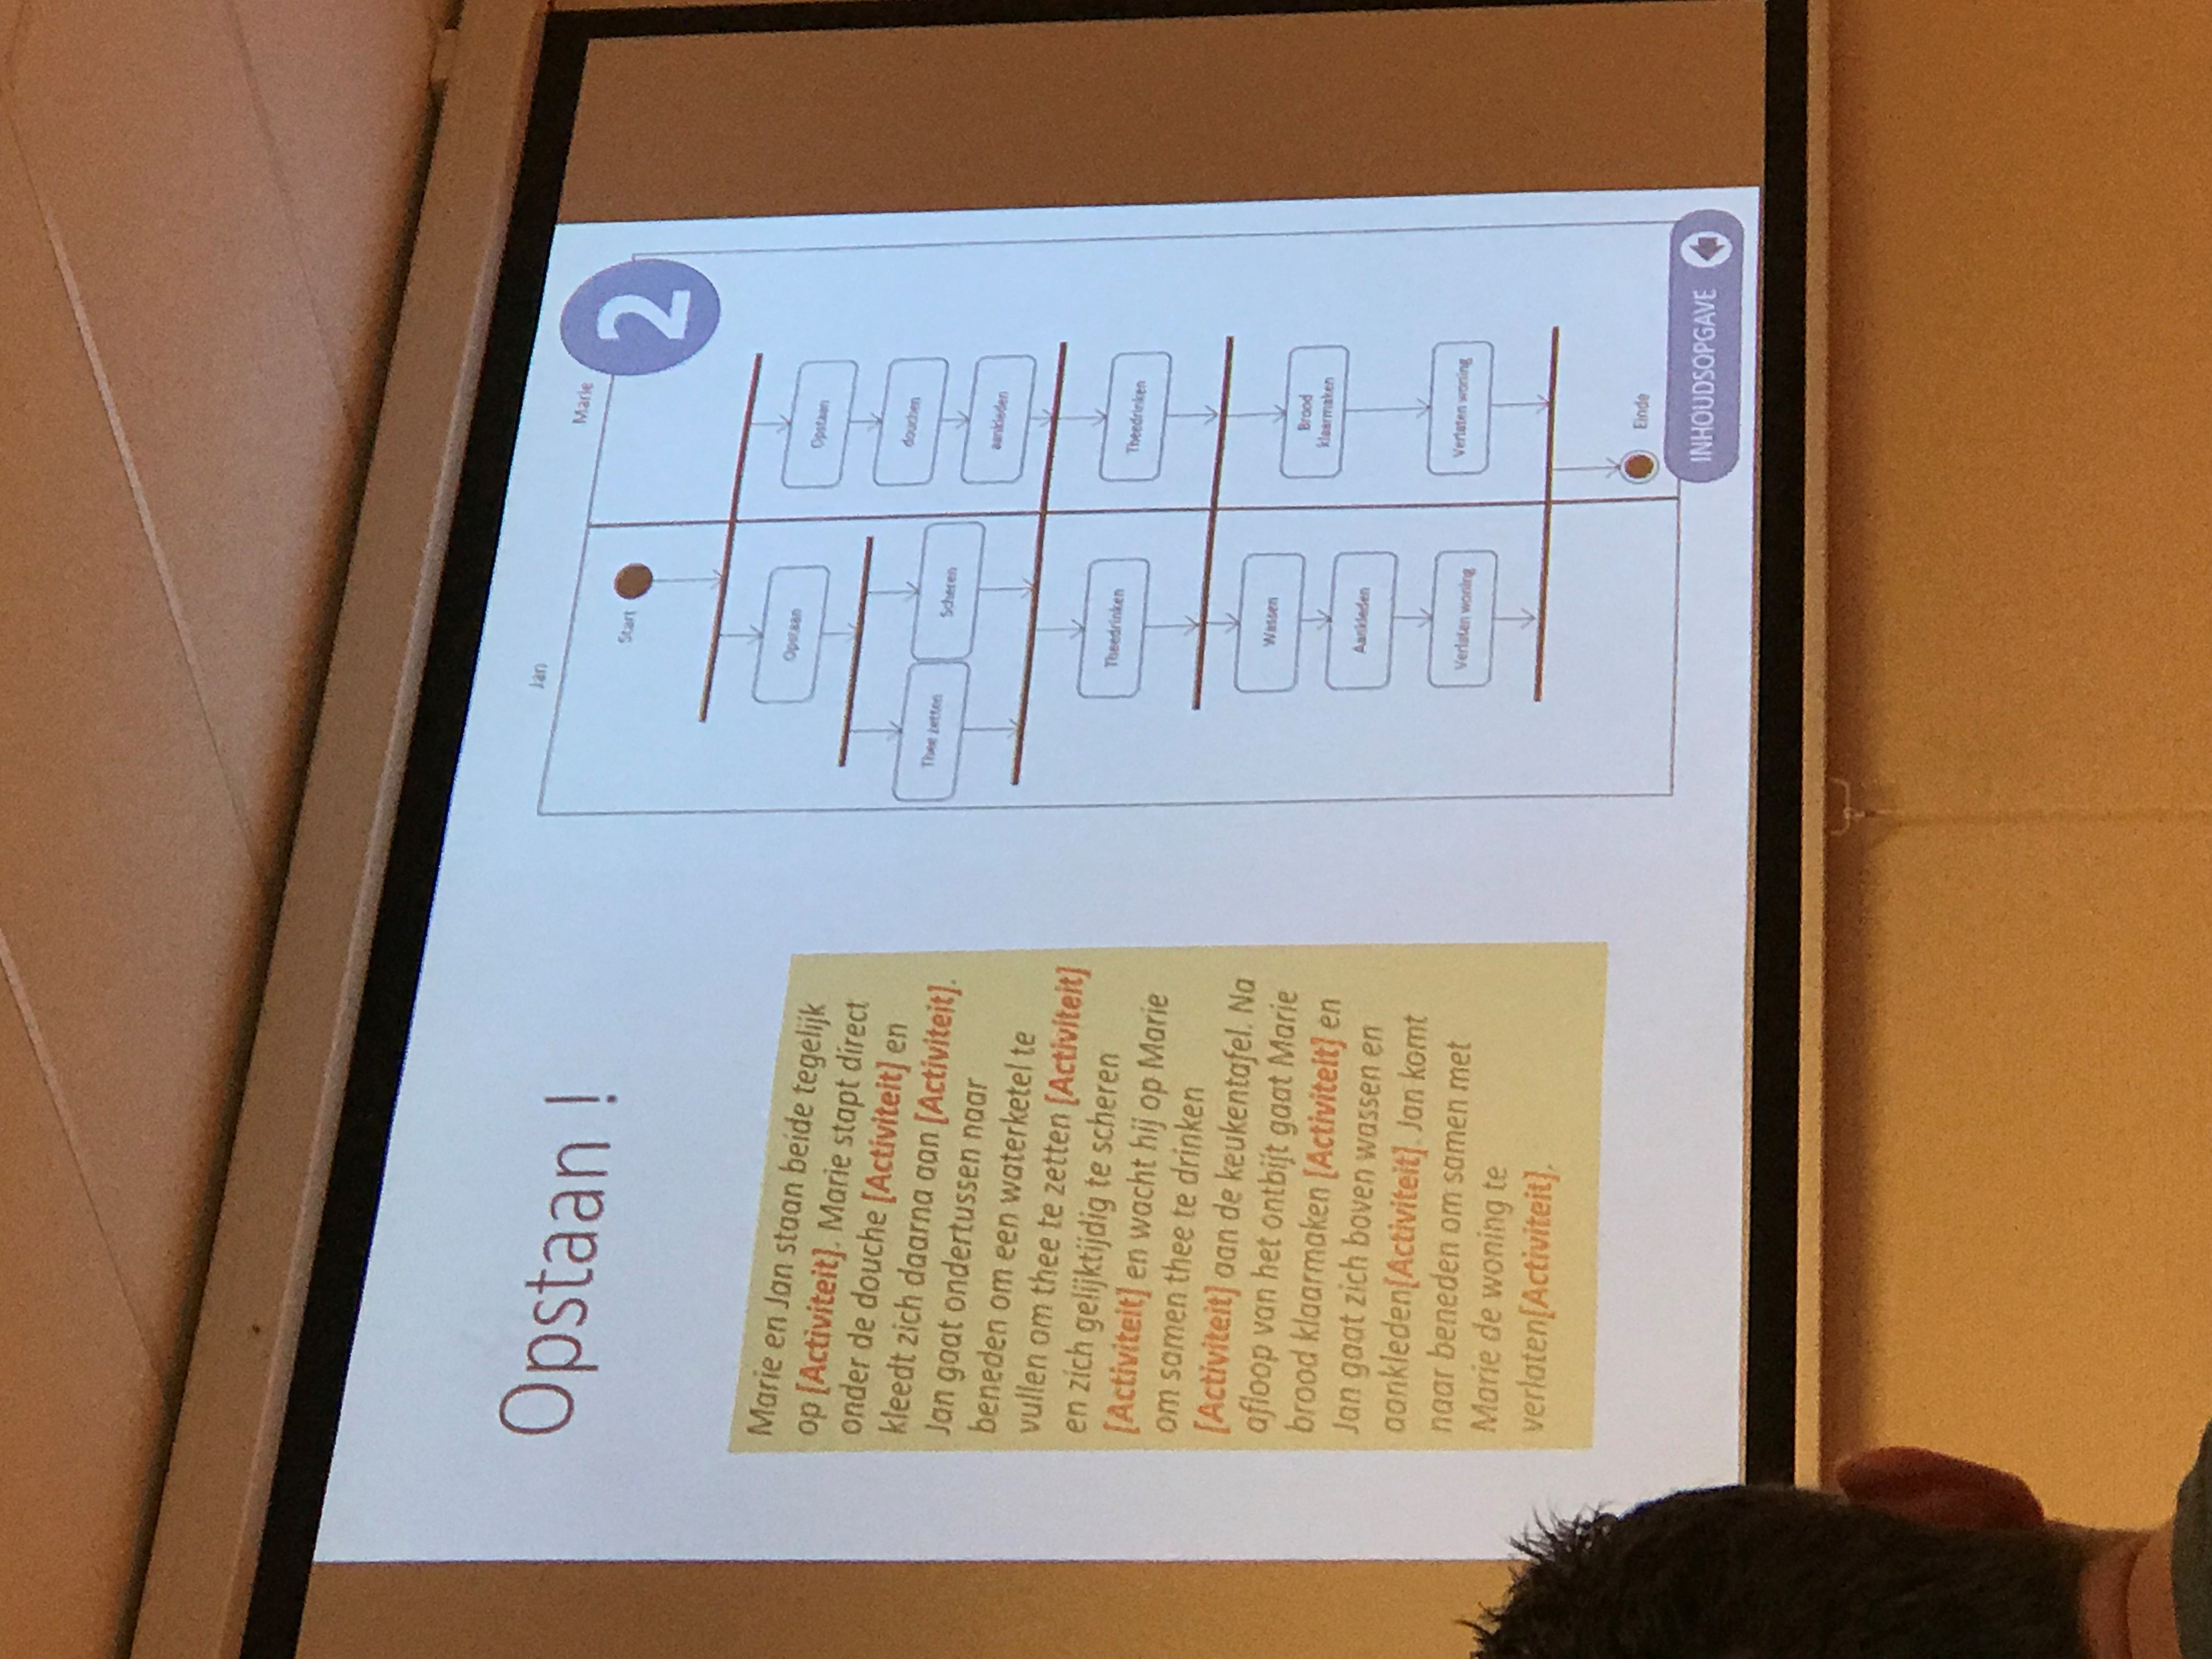 Opstaan !
2
Marie en Jan staan beide tegelijk
op [Activiteit]. Marie stapt direct
onder de douche [Activiteit] en
kleedt zich daarna aan [Activiteit].
Jan gaat ondertussen naar
beneden om een waterketel te
vullen om thee te zetten [Activiteit]
en zich gelijktijdig te scheren
[Activiteit] en wacht hij op Marie
om samen thee te drinken
[Activiteit] aan de keukentafel. Na
afloop van het ontbijt gaat Marie
brood klaarmaken [Activiteit] en
Jan gaat zich boven wassen en
aankleden[Activiteit]. Jan komt
naar beneden om samen met
Marie de woning te
verlaten[Activiteit].
Jan
Marie
Start
Opstaan
Opstaan
douchen
Thee zetten
Scheren
aankleden
Theedrinken
Theedrinken
Wassen
Brood
klaarmaken
Aankleden
Verlaten woning
Verlaten woning
Einde
INHOUDSOPGAVE